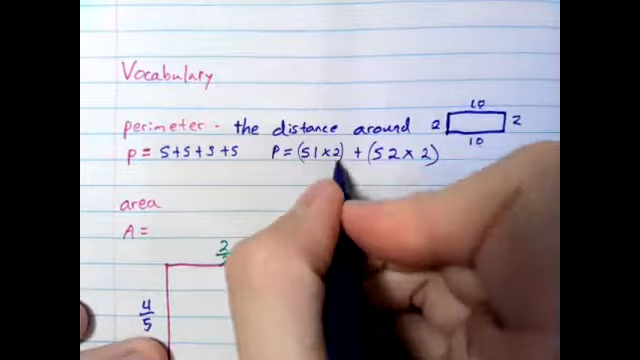 Vocabulary
10
perimeter - the distance around 2 2
10
P = S+S+S+S P = (S1×2) + (S2×2)
area
A =
4/5